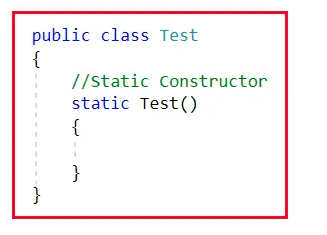 public class Test
{
    //Static Constructor
    static Test()
    {

    }
}